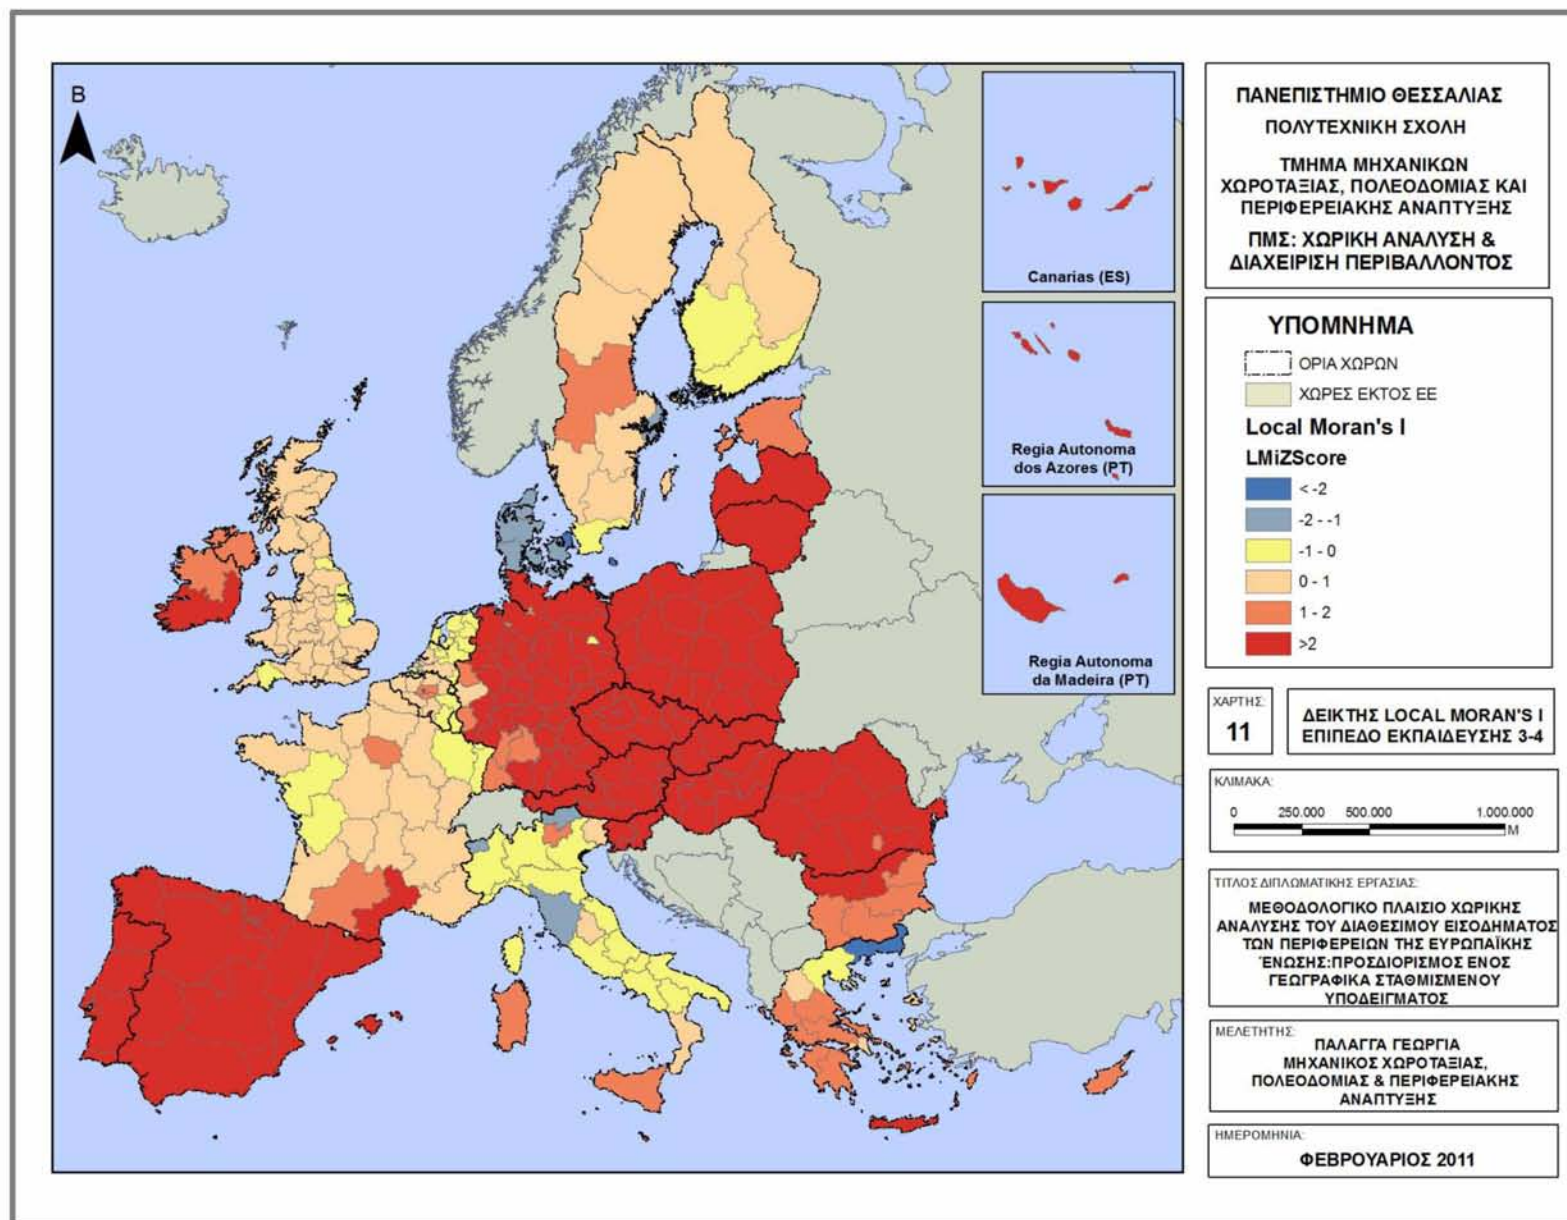 B
Canarias (ES)
Regia Autonoma
dos Azores (PT)
Regia Autonoma
da Madeira (PT)
ΠΑΝΕΠΙΣΤΗΜΙΟ ΘΕΣΣΑΛΙΑΣ
ΠΟΛΥΤΕΧΝΙΚΗ ΣΧΟΛΗ
ΤΜΗΜΑ ΜΗΧΑΝΙΚΩΝ
ΧΩΡΟΤΑΞΙΑΣ, ΠΟΛΕΟΔΟΜΙΑΣ ΚΑΙ
ΠΕΡΙΦΕΡΕΙΑΚΗΣ ΑΝΑΠΤΥΞΗΣ
ΠΜΣ: ΧΩΡΙΚΗ ΑΝΑΛΥΣΗ &
ΔΙΑΧΕΙΡΙΣΗ ΠΕΡΙΒΑΛΛΟΝΤΟΣ
ΥΠΟΜΝΗΜΑ
ΟΡΙΑ ΧΩΡΩΝ
ΧΩΡΕΣ ΕΚΤΟΣ ΕΕ
Local Moran's I
LMiZScore
< -2
-2 - -1
-1 - 0
0 - 1
1 - 2
>2
ΧΑΡΤΗΣ:
11
ΔΕΙΚΤΗΣ LOCAL MORAN'S I
ΕΠΙΠΕΔΟ ΕΚΠΑΙΔΕΥΣΗΣ 3-4
ΚΛΙΜΑΚΑ:
0 250.000 500.000 1.000.000
M
ΤΙΤΛΟΣ ΔΙΠΛΩΜΑΤΙΚΗΣ ΕΡΓΑΣΙΑΣ:
ΜΕΘΟΔΟΛΟΓΙΚΟ ΠΛΑΙΣΙΟ ΧΩΡΙΚΗΣ
ΑΝΑΛΥΣΗΣ ΤΟΥ ΔΙΑΘΕΣΙΜΟΥ ΕΙΣΟΔΗΜΑΤΟΣ
ΤΩΝ ΠΕΡΙΦΕΡΕΙΩΝ ΤΗΣ ΕΥΡΩΠΑΪΚΗΣ
ΈΝΩΣΗΣ:ΠΡΟΣΔΙΟΡΙΣΜΟΣ ΕΝΟΣ
ΓΕΩΓΡΑΦΙΚΑ ΣΤΑΘΜΙΣΜΕΝΟΥ
ΥΠΟΔΕΙΓΜΑΤΟΣ
ΜΕΛΕΤΗΤΗΣ:
ΠΑΛΑΓΓΑ ΓΕΩΡΓΙΑ
ΜΗΧΑΝΙΚΟΣ ΧΩΡΟΤΑΞΙΑΣ,
ΠΟΛΕΟΔΟΜΙΑΣ & ΠΕΡΙΦΕΡΕΙΑΚΗΣ
ΑΝΑΠΤΥΞΗΣ
ΗΜΕΡΟΜΗΝΙΑ:
ΦΕΒΡΟΥΑΡΙΟΣ 2011